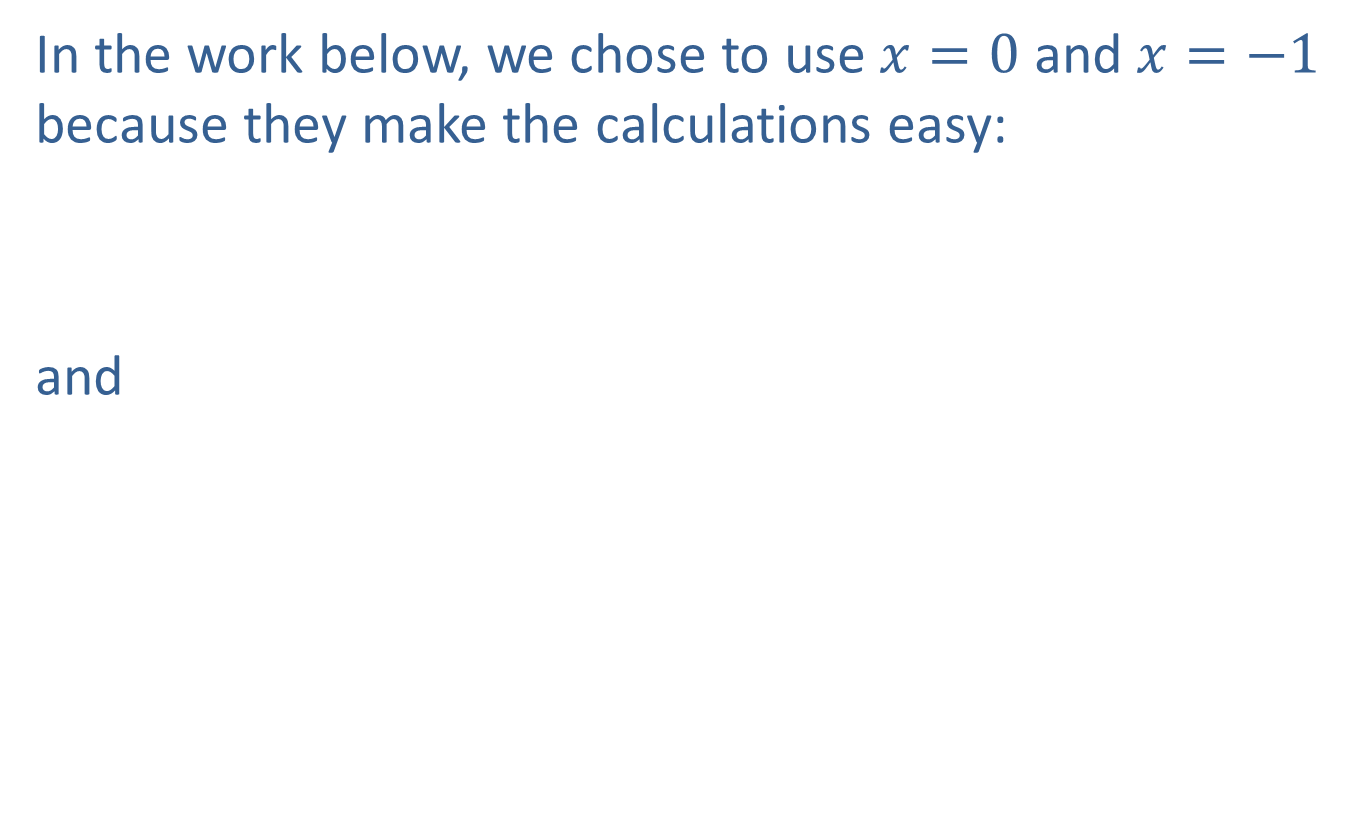 In the work below, we chose to use 𝑥 = 0 and 𝑥 = −1
because they make the calculations easy:
and